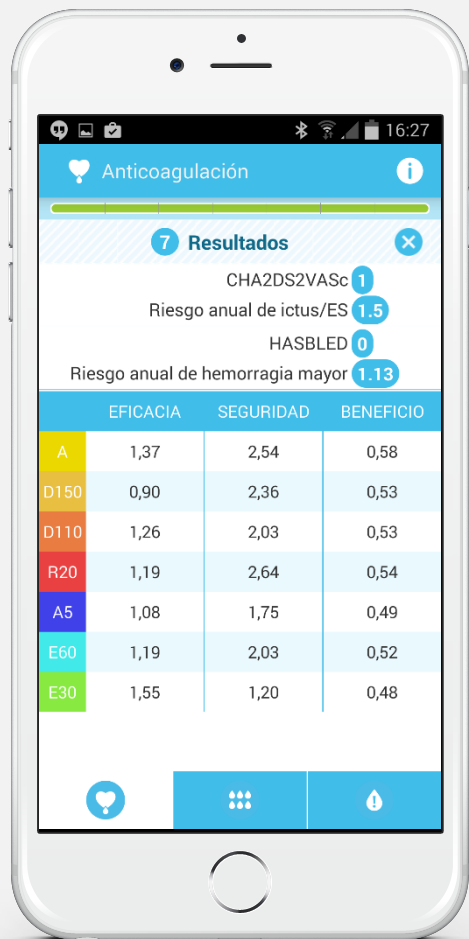 16:27
Anticoagulación
7 Resultados
CHA2DS2VASc 1
Riesgo anual de ictus/ES 1.5
HASBLED 0
Riesgo anual de hemorragia mayor 1.13
EFICACIA SEGURIDAD BENEFICIO
A 1,37 2,54 0,58
D150 0,90 2,36 0,53
D110 1,26 2,03 0,53
R20 1,19 2,64 0,54
A5 1,08 1,75 0,49
E60 1,19 2,03 0,52
E30 1,55 1,20 0,48